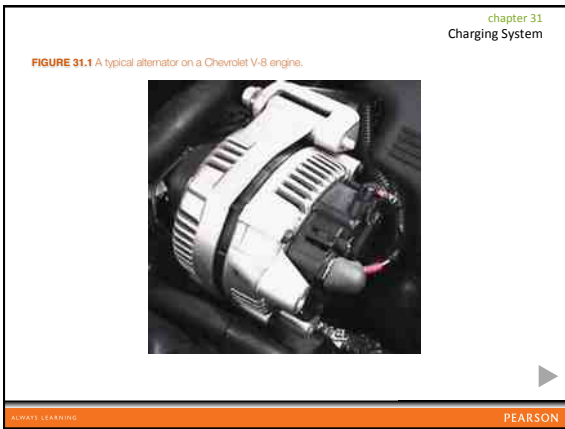 chapter 31
Charging System
FIGURE 31.1 A typical alternator on a Chevrolet V-8 engine.
ALWAYS LEARNING
PEARSON